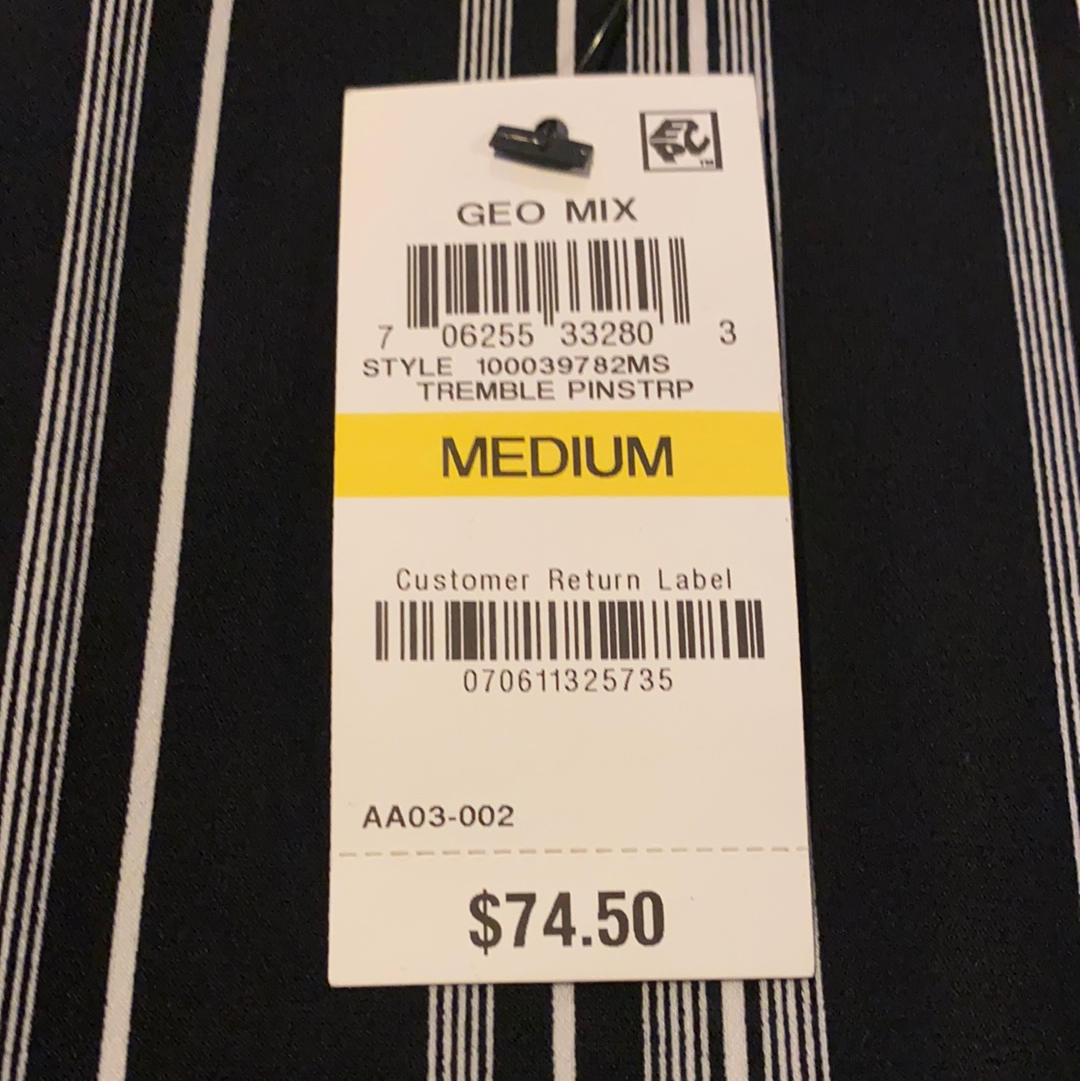 GEO MIX
7 06255 33280 3
STYLE 100039782MS
TREMBLE PINSTRP
MEDIUM
Customer Return Label
070611325735
AA03-002
$74.50